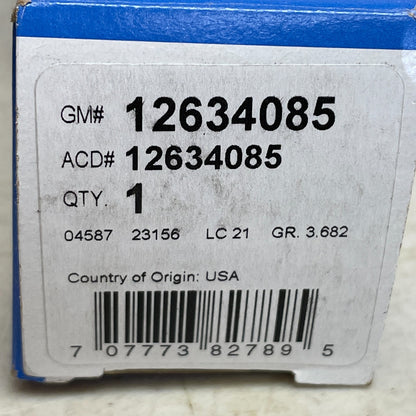 GM# 12634085
ACD# 12634085
QTY. 1
04587 23156 LC 21 GR. 3.682
Country of Origin: USA
7 07773 82789 5